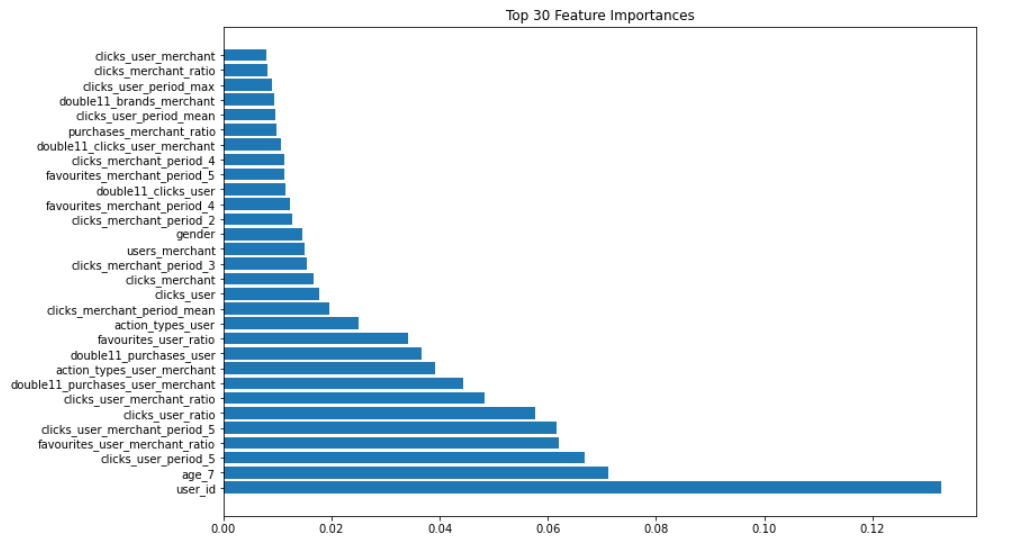 Top 30 Feature Importances
clicks_user_merchant
clicks_merchant_ratio
clicks_user_period_max
double11_brands_merchant
clicks_user_period_mean
purchases_merchant_ratio
double11_clicks_user_merchant
clicks_merchant_period_4
favourites_merchant_period_5
double11_clicks_user
favourites_merchant_period_4
clicks_merchant_period_2
gender
users_merchant
clicks_merchant_period_3
clicks_merchant
clicks_user
clicks_merchant_period_mean
action_types_user
favourites_user_ratio
double11_purchases_user
action_types_user_merchant
double11_purchases_user_merchant
clicks_user_merchant_ratio
clicks_user_ratio
clicks_user_merchant_period_5
favourites_user_merchant_ratio
clicks_user_period_5
age_7
user_id
0.00 0.02 0.04 0.06 0.08 0.10 0.12